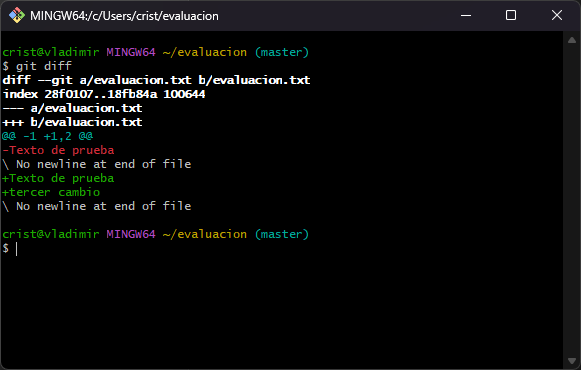 MINGW64:/c/Users/crist/evaluacion
crist@vladimir MINGW64 ~/evaluacion (master)
$ git diff
diff --git a/evaluacion.txt b/evaluacion.txt
index 28f0107..18fb84a 100644
--- a/evaluacion.txt
+++ b/evaluacion.txt
@@ -1 +1,2 @@
-Texto de prueba
\ No newline at end of file
+Texto de prueba
+tercer cambio
\ No newline at end of file
crist@vladimir MINGW64 ~/evaluacion (master)
$